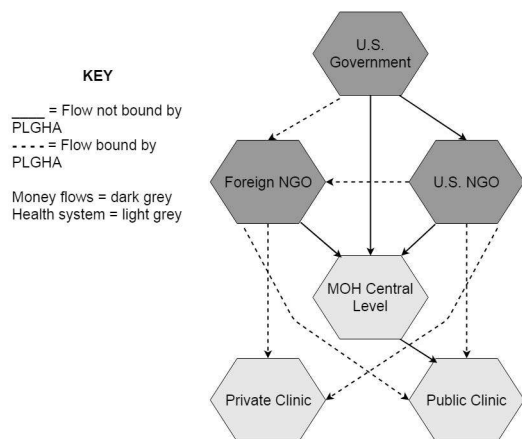 U.S.
Government
KEY
___ = Flow not bound by
PLGHA
---- = Flow bound by
PLGHA
Money flows = dark grey
Health system = light grey
Foreign NGO
U.S. NGO
MOH Central
Level
Private Clinic
Public Clinic